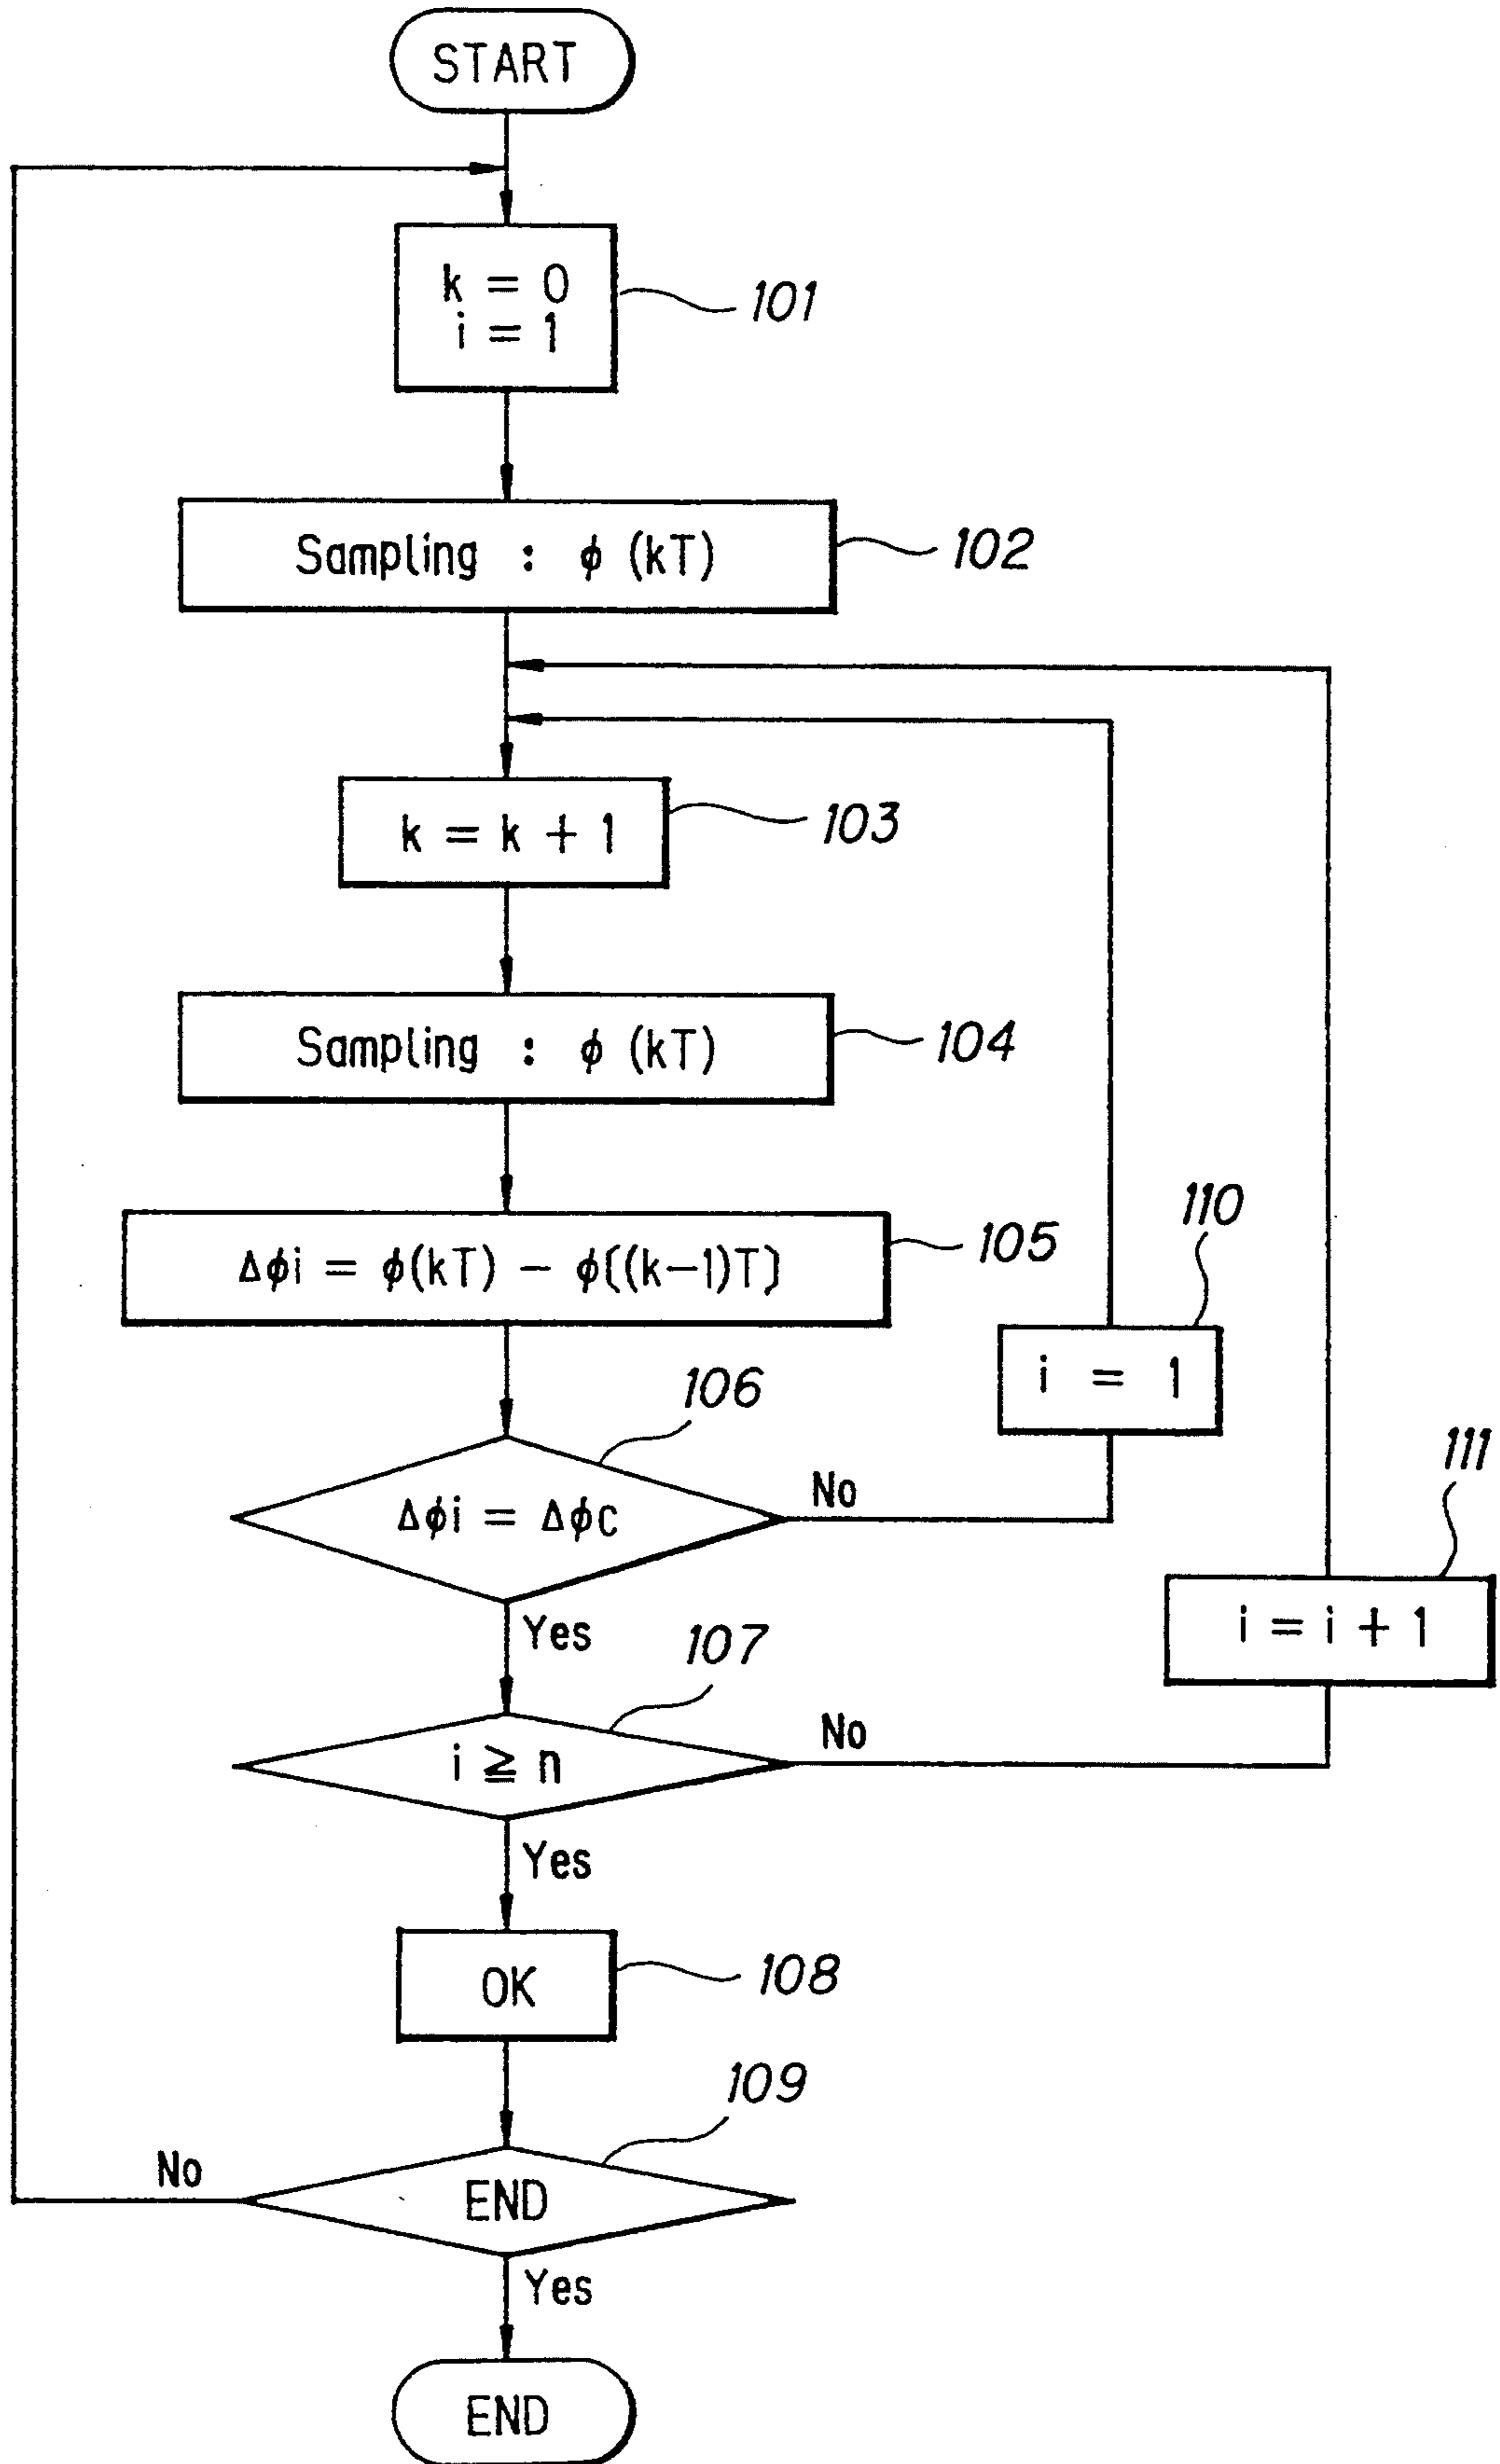 START
k = 0
i = 1
101
Sampling : ϕ (kT)
102
k = k + 1
103
Sampling : ϕ (kT)
104
Δϕi = ϕ(kT) − ϕ[(k−1)T]
105
110
i = 1
106
Δϕi = Δϕc
No
111
i = i + 1
Yes
107
i ≧ n
No
Yes
OK
108
109
No
END
Yes
END